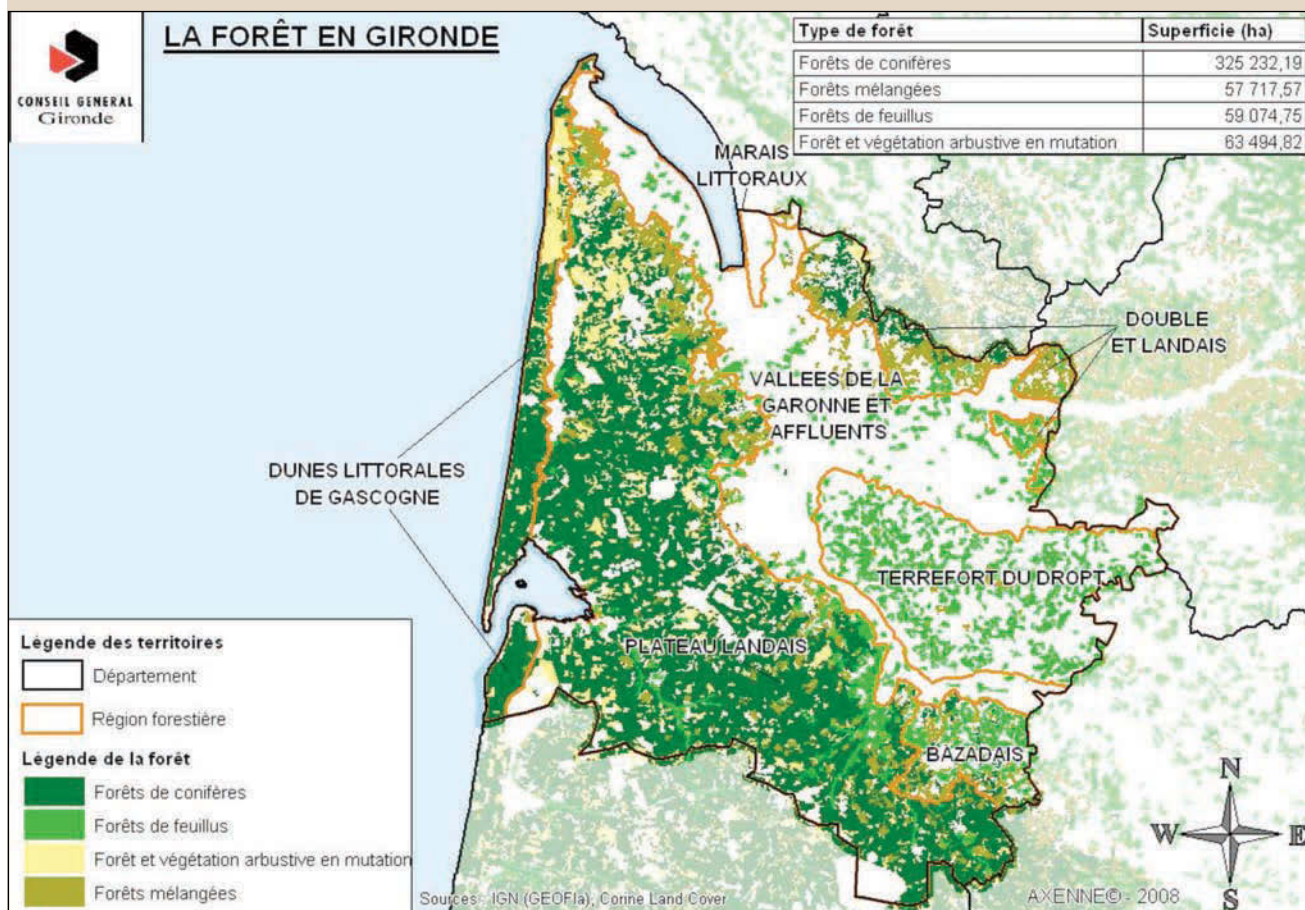 CONSEIL GENERAL
Gironde
LA FORÊT EN GIRONDE
Type de forêt Superficie (ha)
Forêts de conifères 325 232,19
Forêts mélangées 57 717,57
Forêts de feuillus 59 074,75
Forêt et végétation arbustive en mutation 63 494,82
MARAIS
LITTORAUX
DOUBLE
ET LANDAIS
VALLEES DE LA
GARONNE ET
AFFLUENTS
DUNES LITTORALES
DE GASCOGNE
TERREFORT DU DROPT
PLATEAU LANDAIS
BAZADAIS
Légende des territoires
Département
Région forestière
Légende de la forêt
Forêts de conifères
Forêts de feuillus
Forêt et végétation arbustive en mutation
Forêts mélangées
N
W E
S
Sources : IGN (GEOFla), Corine Land Cover
AXENNE© - 2008